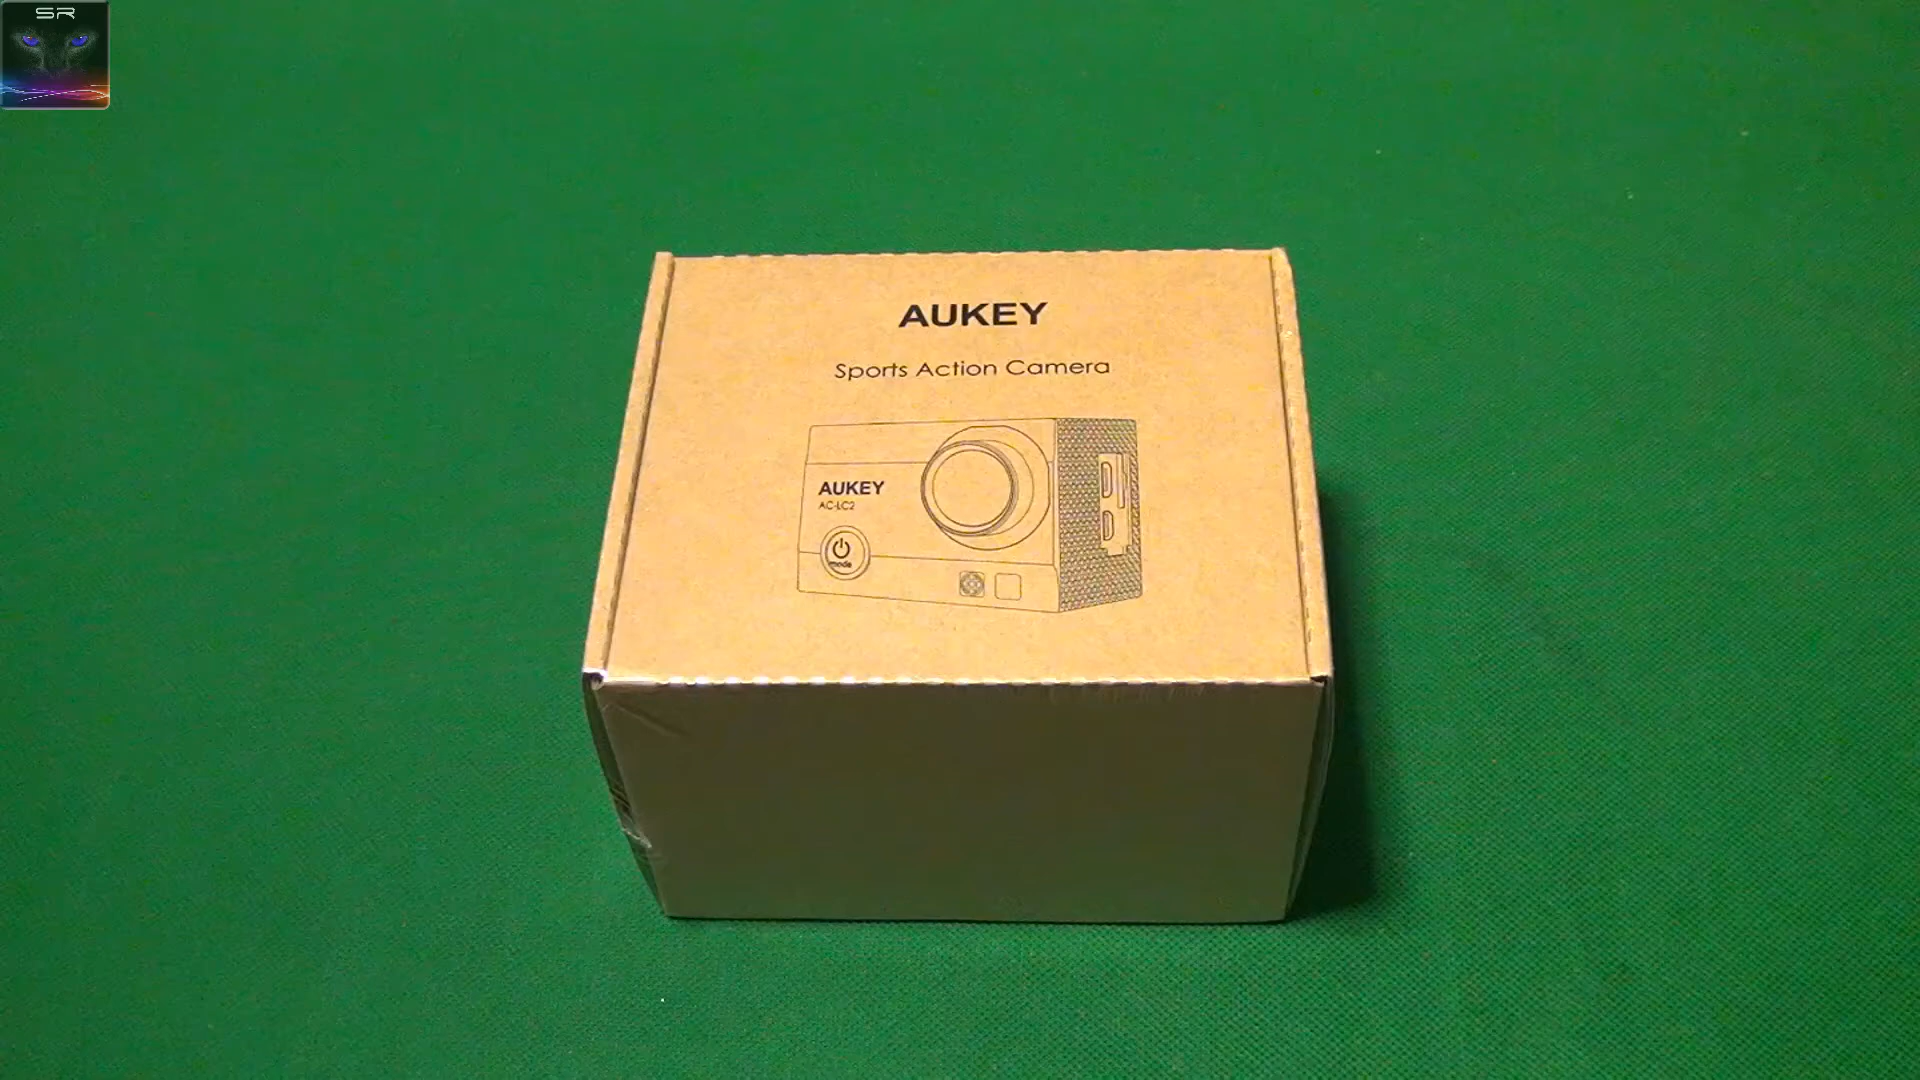 SR
AUKEY
Sports Action Camera
AUKEY
AC-LC2
mode